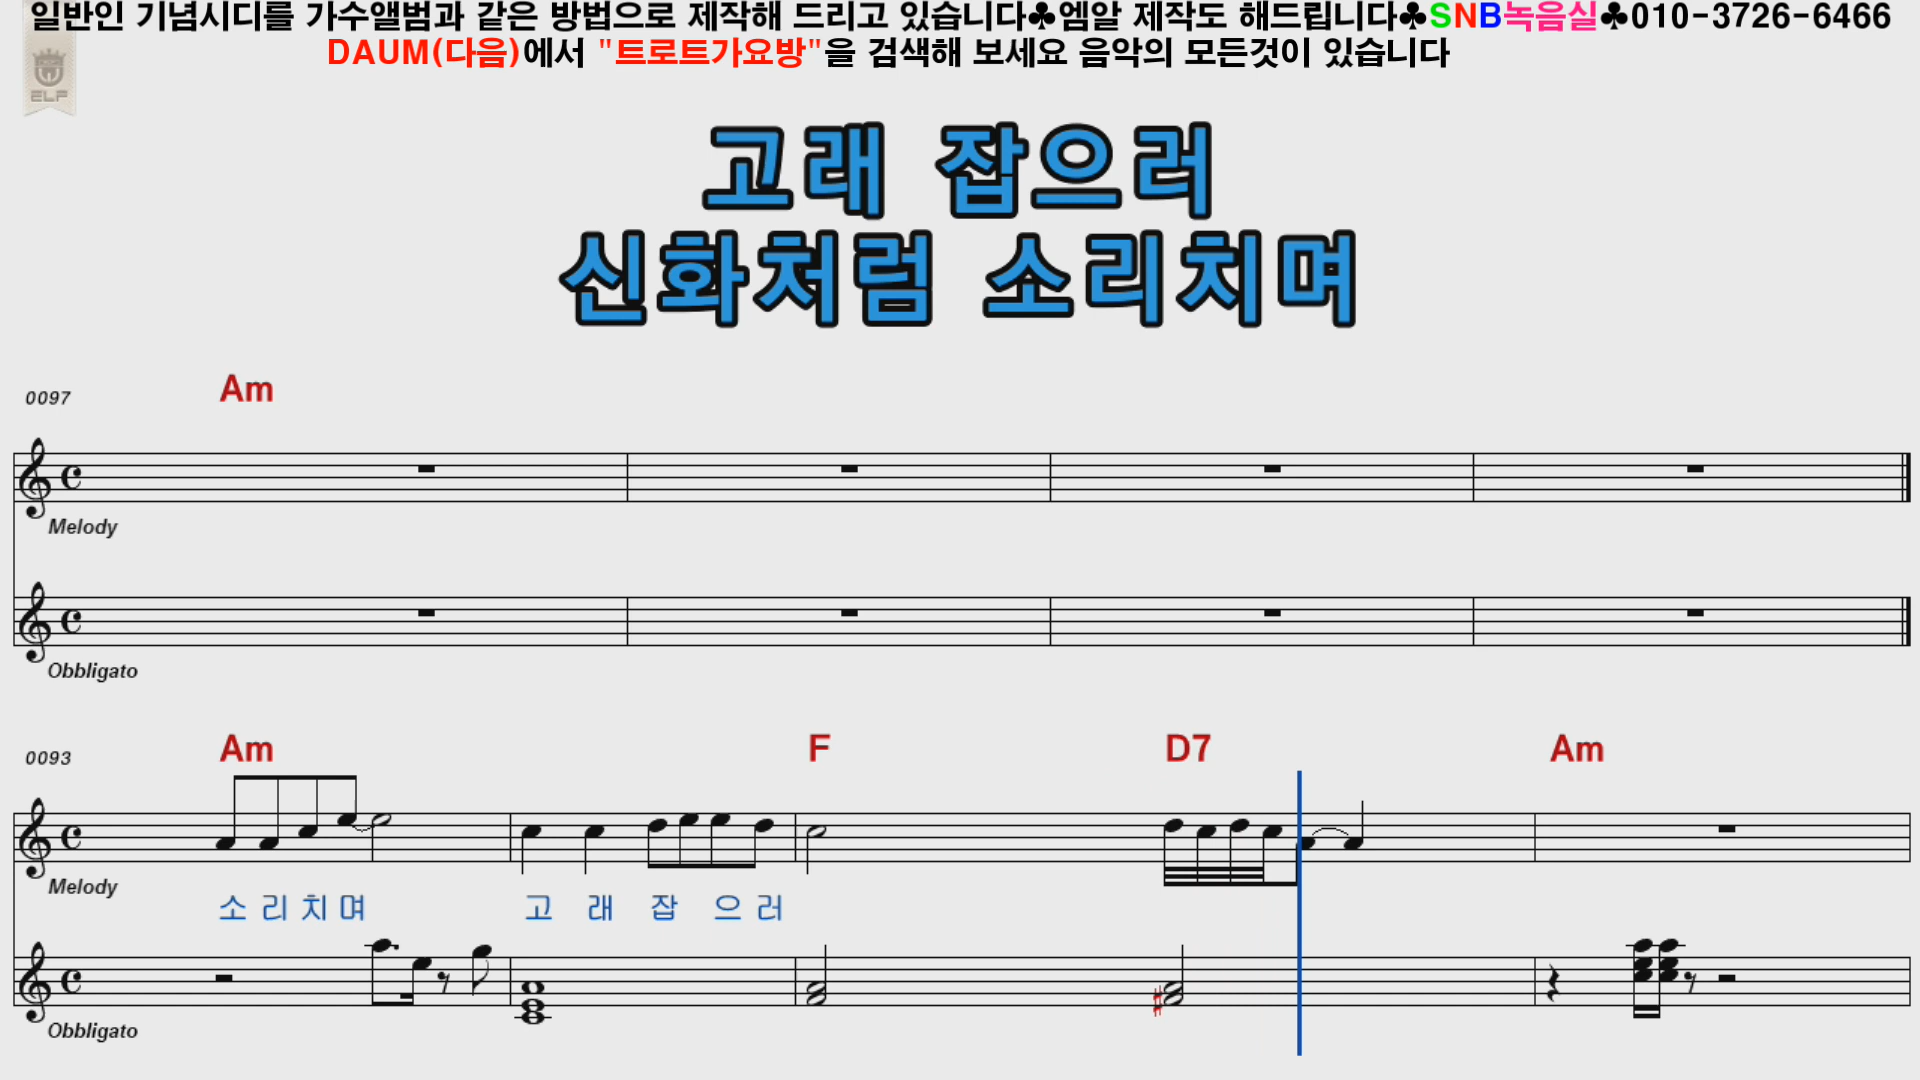 일반인 기념시디를 가수앨범과 같은 방법으로 제작해 드리고 있습니다♣엠알 제작도 해드립니다♣SNB녹음실♣010-3726-6466
DAUM(다음)에서 "트로트가요방"을 검색해 보세요 음악의 모든것이 있습니다
ELF
고래 잡으러
신화처럼 소리치며
0097 Am
Melody
Obbligato
0093 Am F D7 Am
Melody
소 리 치 며 고 래 잡 으 러
Obbligato